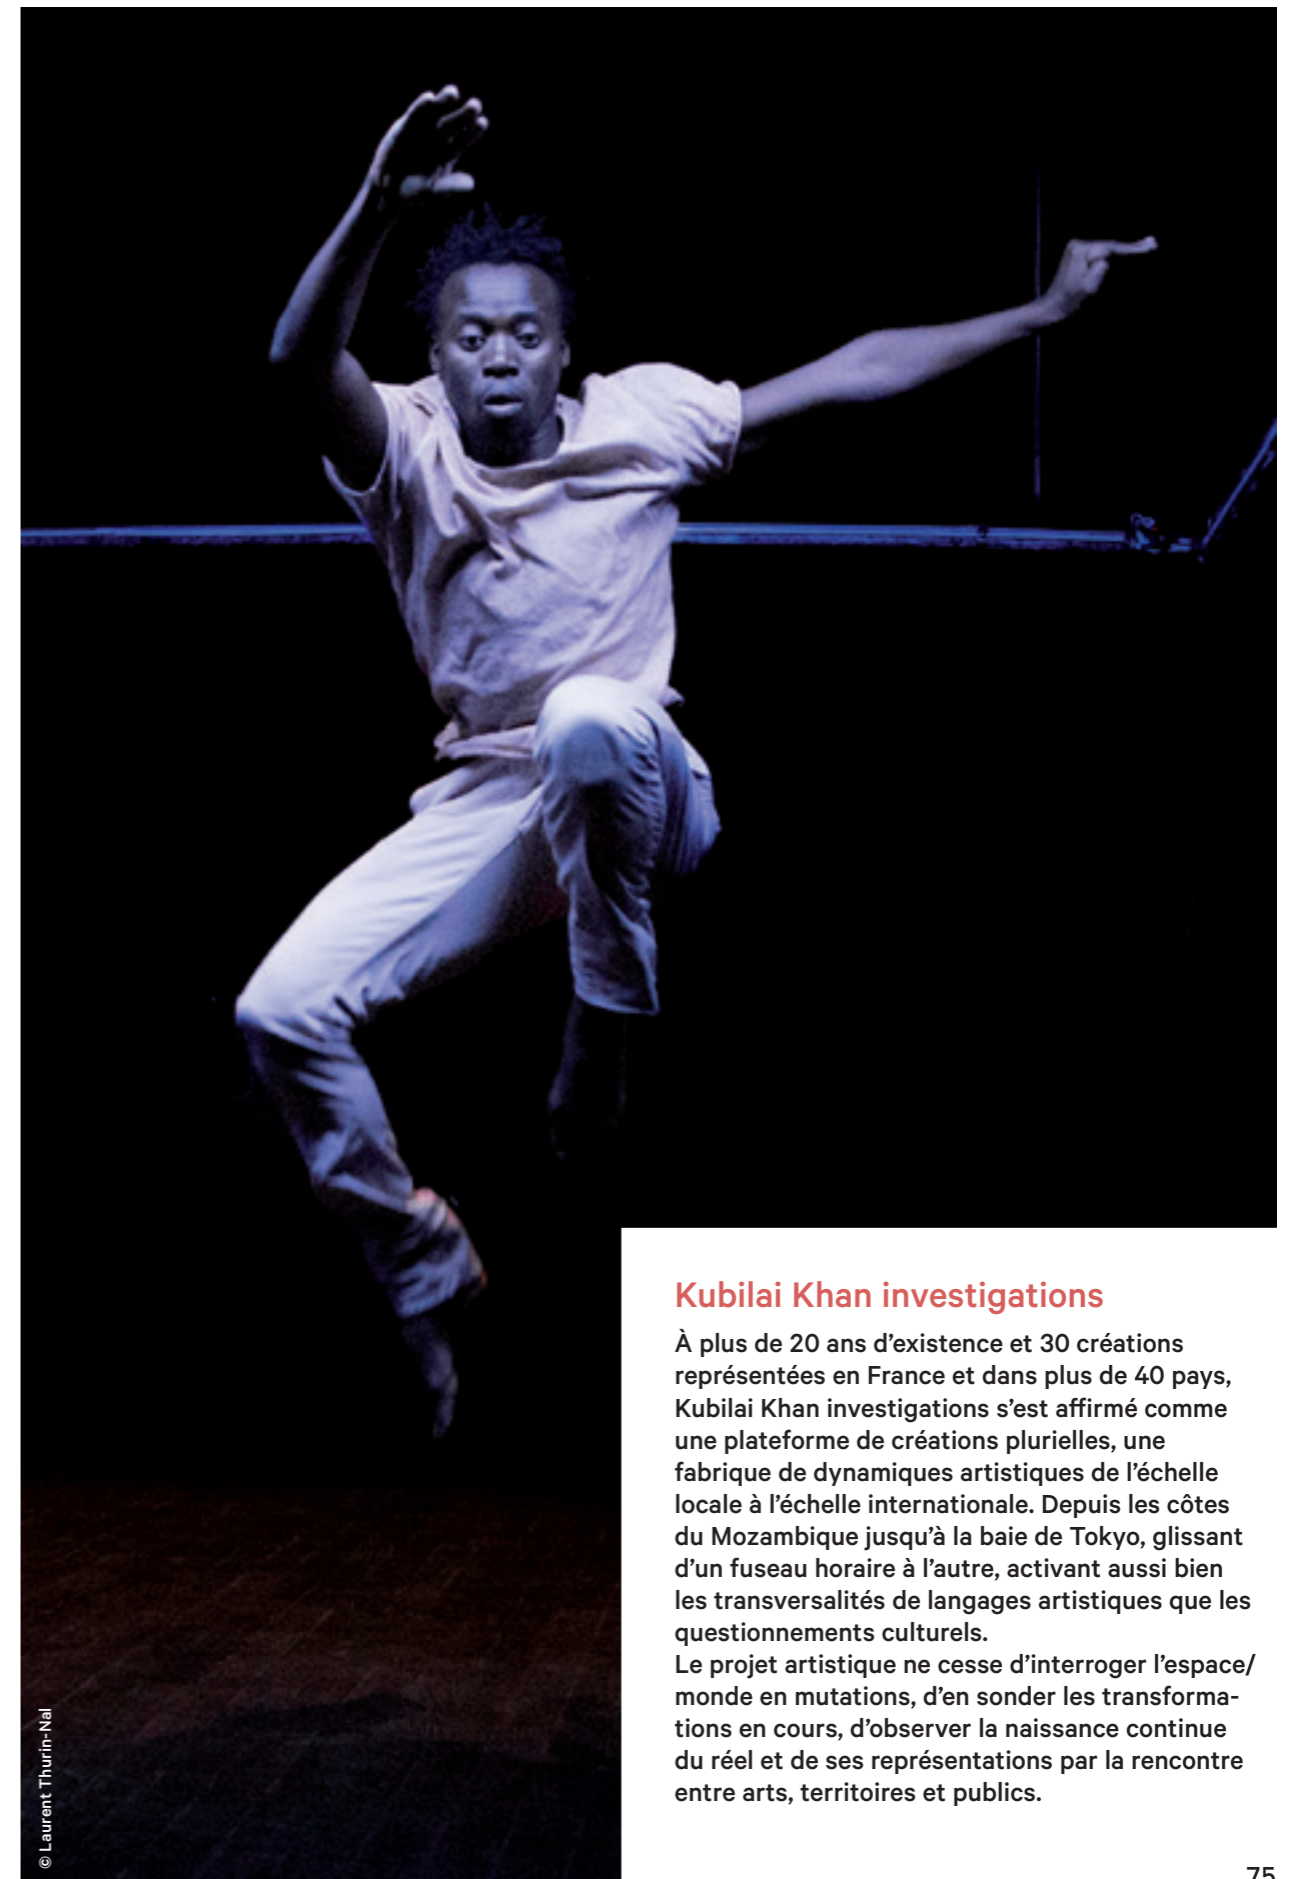 Kubilai Khan investigations
À plus de 20 ans d’existence et 30 créations
représentées en France et dans plus de 40 pays,
Kubilai Khan investigations s’est affirmé comme
une plateforme de créations plurielles, une
fabrique de dynamiques artistiques de l’échelle
locale à l’échelle internationale. Depuis les côtes
du Mozambique jusqu’à la baie de Tokyo, glissant
d’un fuseau horaire à l’autre, activant aussi bien
les transversalités de langages artistiques que les
questionnements culturels.
Le projet artistique ne cesse d’interroger l’espace/
monde en mutations, d’en sonder les transforma-
tions en cours, d’observer la naissance continue
du réel et de ses représentations par la rencontre
entre arts, territoires et publics.
© Laurent Thurin-Nal
75